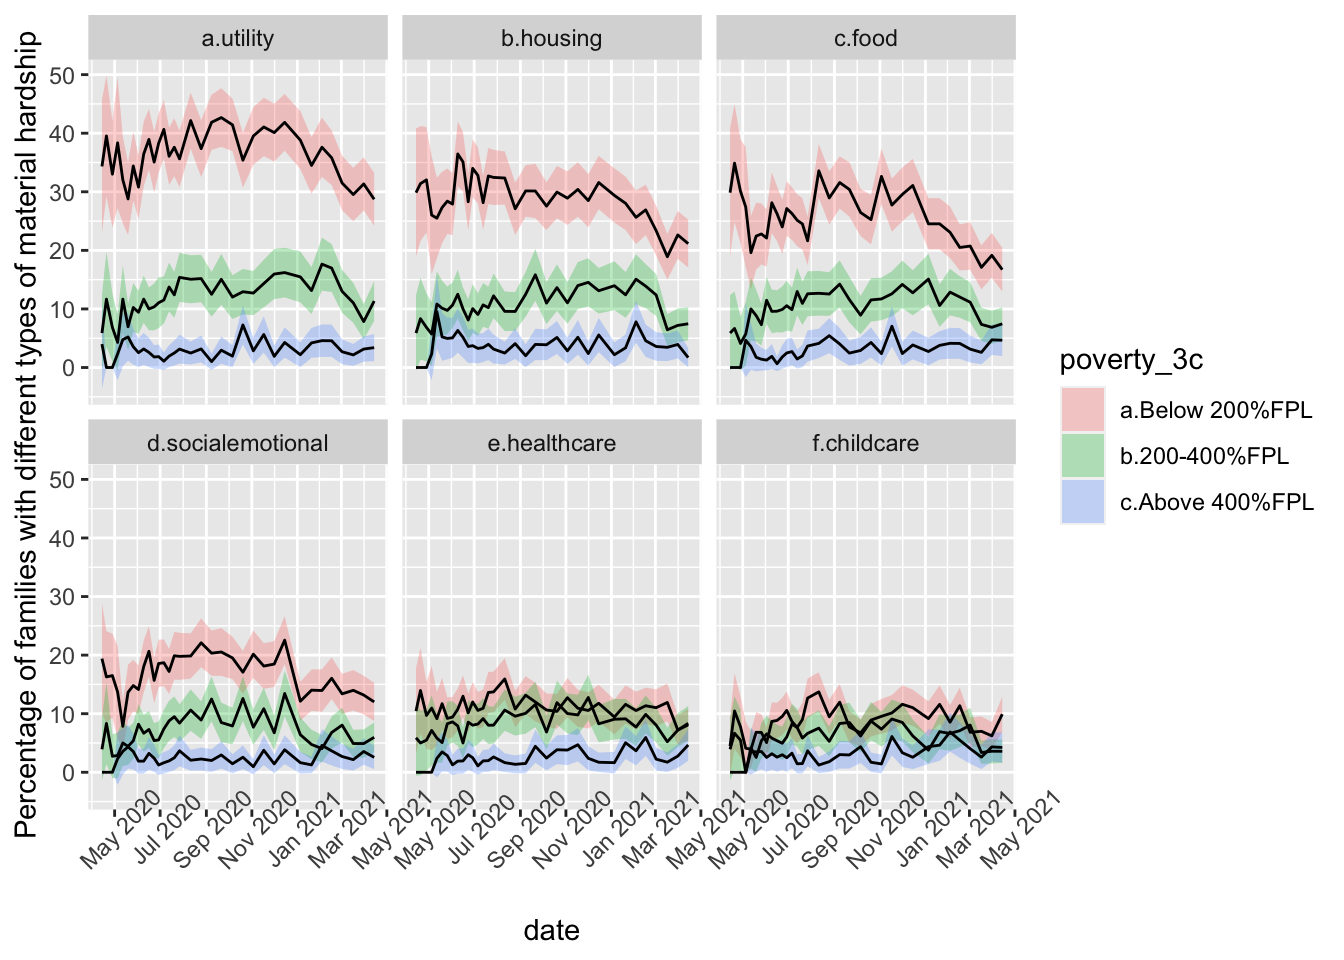 Percentage of families with different types of material hardship
a.utility
b.housing
c.food
50
40
30
20
10
0
d.socialemotional
e.healthcare
f.childcare
50
40
30
20
10
0
May 2020
Jul 2020
Sep 2020
Nov 2020
Jan 2021
Mar 2021
May 2021
May 2020
Jul 2020
Sep 2020
Nov 2020
Jan 2021
Mar 2021
May 2021
May 2020
Jul 2020
Sep 2020
Nov 2020
Jan 2021
Mar 2021
May 2021
date
poverty_3c
a.Below 200%FPL
b.200-400%FPL
c.Above 400%FPL